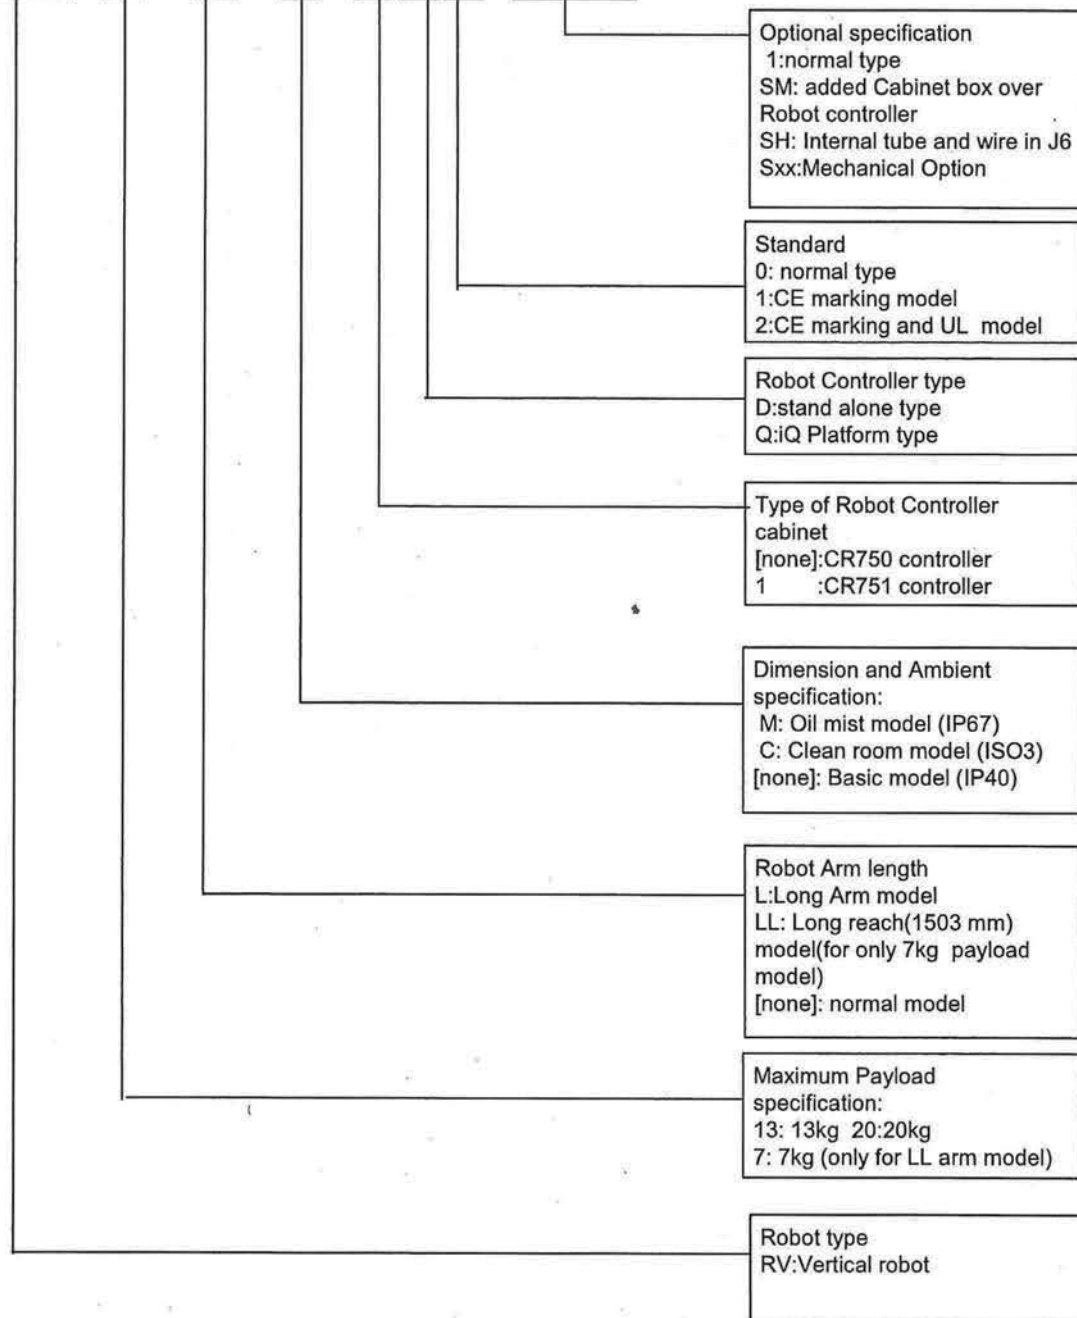 Optional specification
1:normal type
SM: added Cabinet box over
Robot controller
SH: Internal tube and wire in J6
Sxx:Mechanical Option
Standard
0: normal type
1:CE marking model
2:CE marking and UL model
Robot Controller type
D:stand alone type
Q:iQ Platform type
Type of Robot Controller
cabinet
[none]:CR750 controller
1 :CR751 controller
Dimension and Ambient
specification:
M: Oil mist model (IP67)
C: Clean room model (ISO3)
[none]: Basic model (IP40)
Robot Arm length
L:Long Arm model
LL: Long reach(1503 mm)
model(for only 7kg payload
model)
[none]: normal model
Maximum Payload
specification:
13: 13kg 20:20kg
7: 7kg (only for LL arm model)
Robot type
RV:Vertical robot